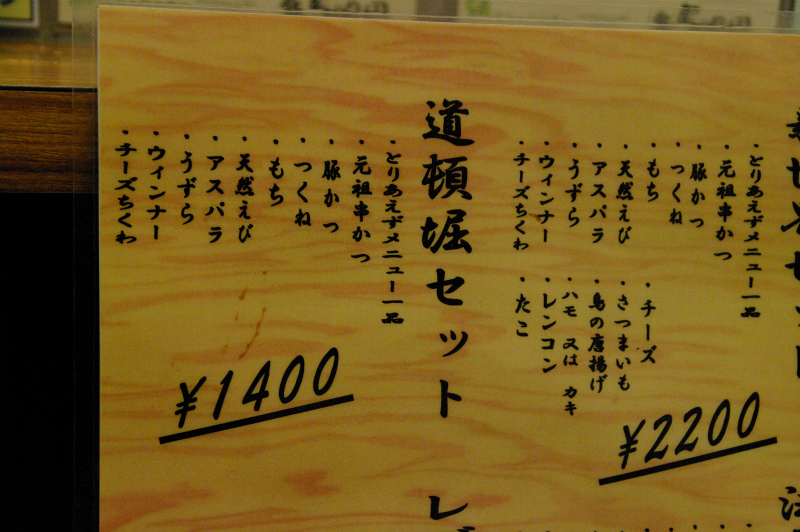 ・とりあえずメニュー一品
・元祖串かつ
・豚かつ
・つくね
・もち
・天然えび
・アスパラ
・うずら
・ウィンナー
・チーズちくわ
・チーズ
・さつまいも
・鳥の唐揚げ
・ハモ 又は カキ
・レンコン
・たこ
¥2200
道頓堀セット
・とりあえずメニュー一品
・元祖串かつ
・豚かつ
・つくね
・もち
・天然えび
・アスパラ
・うずら
・ウィンナー
・チーズちくわ
¥1400